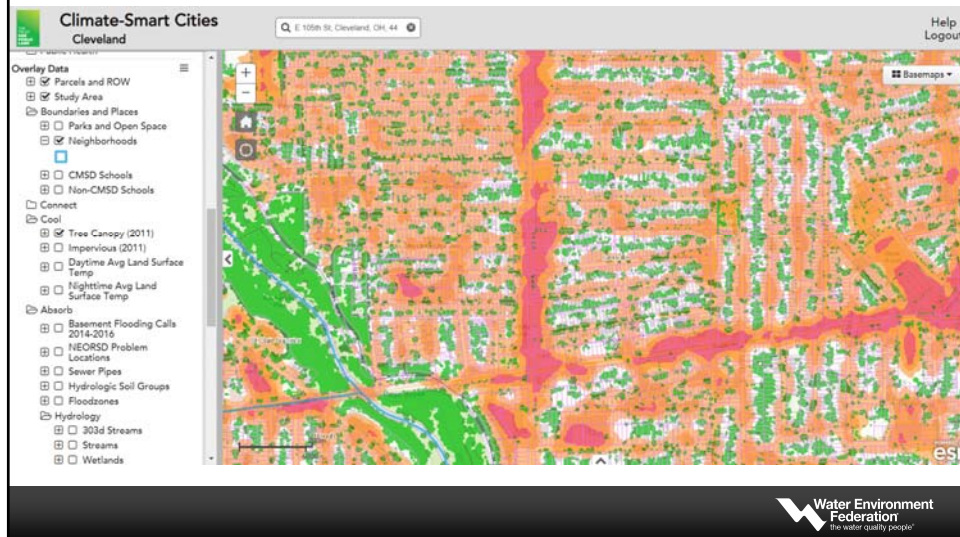 Climate-Smart Cities
Cleveland
E 105th St, Cleveland, OH, 44
Help
Logout
Public Health
Overlay Data
Parcels and ROW
Study Area
Boundaries and Places
Parks and Open Space
Neighborhoods
CMSD Schools
Non-CMSD Schools
Connect
Cool
Tree Canopy (2011)
Impervious (2011)
Daytime Avg Land Surface
Temp
Nighttime Avg Land
Surface Temp
Absorb
Basement Flooding Calls
2014-2016
NEORSD Problem
Locations
Sewer Pipes
Hydrologic Soil Groups
Floodzones
Hydrology
303d Streams
Streams
Wetlands
+
−
Basemaps
esri
Water Environment
Federation
the water quality people®